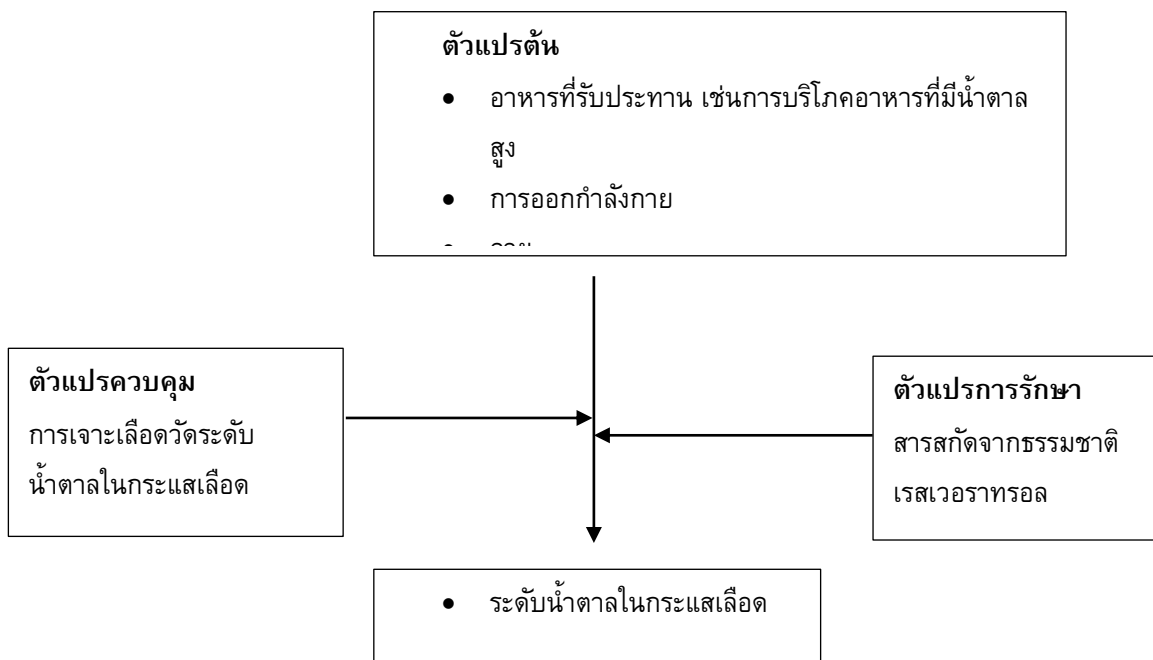 ตัวแปรต้น
● อาหารที่รับประทาน เช่นการบริโภคอาหารที่มีน้ำตาล
สูง
● การออกกำลังกาย
ตัวแปรควบคุม
การเจาะเลือดวัดระดับ
น้ำตาลในกระแสเลือด
ตัวแปรการรักษา
สารสกัดจากธรรมชาติ
เรสเวอราทรอล
● ระดับน้ำตาลในกระแสเลือด